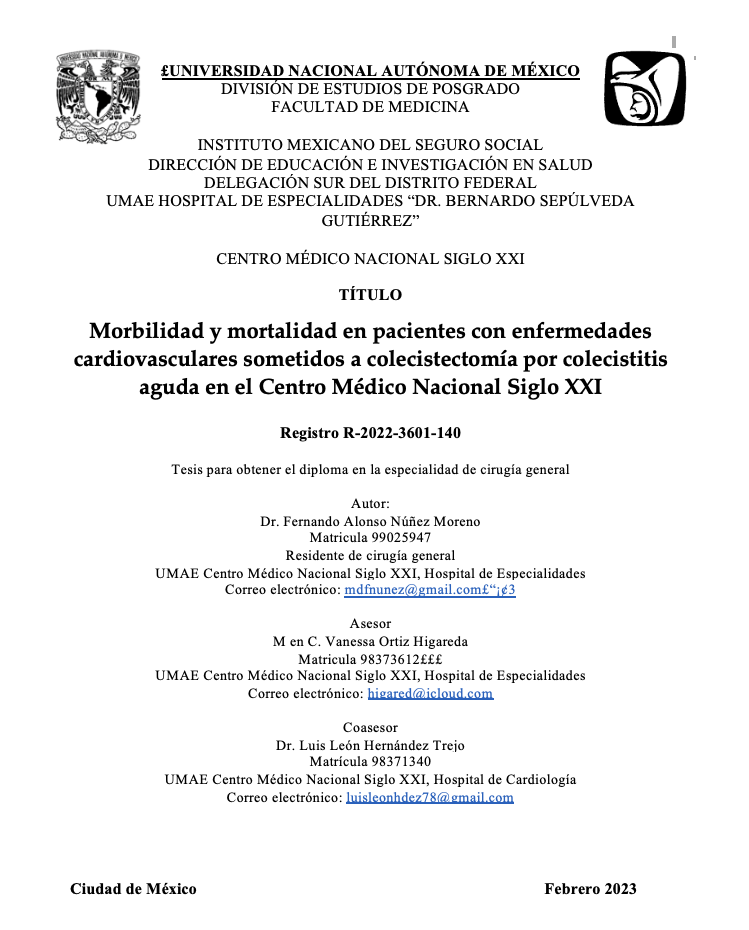 £UNIVERSIDAD NACIONAL AUTÓNOMA DE MÉXICO
DIVISIÓN DE ESTUDIOS DE POSGRADO
FACULTAD DE MEDICINA
INSTITUTO MEXICANO DEL SEGURO SOCIAL
DIRECCIÓN DE EDUCACIÓN E INVESTIGACIÓN EN SALUD
DELEGACIÓN SUR DEL DISTRITO FEDERAL
UMAE HOSPITAL DE ESPECIALIDADES “DR. BERNARDO SEPÚLVEDA
GUTIÉRREZ”
CENTRO MÉDICO NACIONAL SIGLO XXI
TÍTULO
Morbilidad y mortalidad en pacientes con enfermedades
cardiovasculares sometidos a colecistectomía por colecistitis
aguda en el Centro Médico Nacional Siglo XXI
Registro R-2022-3601-140
Tesis para obtener el diploma en la especialidad de cirugía general
Autor:
Dr. Fernando Alonso Núñez Moreno
Matricula 99025947
Residente de cirugía general
UMAE Centro Médico Nacional Siglo XXI, Hospital de Especialidades
Correo electrónico: mdfnunez@gmail.com£“¡¢3
Asesor
M en C. Vanessa Ortiz Higareda
Matricula 98373612£££
UMAE Centro Médico Nacional Siglo XXI, Hospital de Especialidades
Correo electrónico: higared@icloud.com
Coasesor
Dr. Luis León Hernández Trejo
Matrícula 98371340
UMAE Centro Médico Nacional Siglo XXI, Hospital de Cardiología
Correo electrónico: luisleonhdez78@gmail.com
Ciudad de México
Febrero 2023